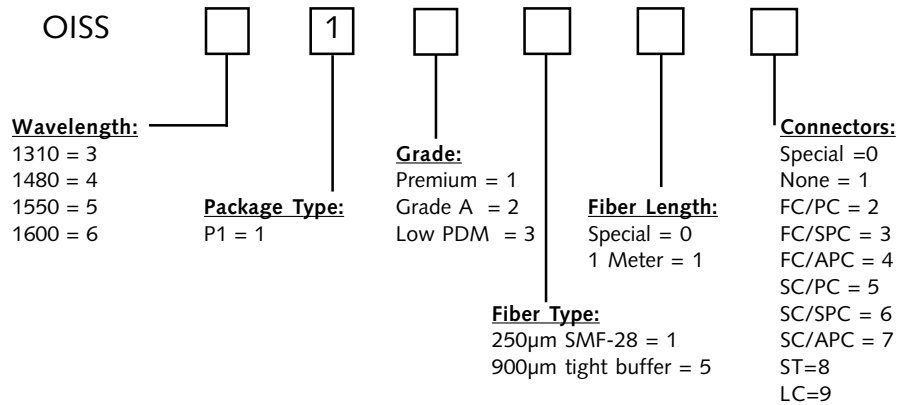 OISS
1
Wavelength:
1310 = 3
1480 = 4
1550 = 5
1600 = 6
Package Type:
P1 = 1
Grade:
Premium = 1
Grade A = 2
Low PDM = 3
Fiber Type:
250µm SMF-28 = 1
900µm tight buffer = 5
Fiber Length:
Special = 0
1 Meter = 1
Connectors:
Special =0
None = 1
FC/PC = 2
FC/SPC = 3
FC/APC = 4
SC/PC = 5
SC/SPC = 6
SC/APC = 7
ST=8
LC=9